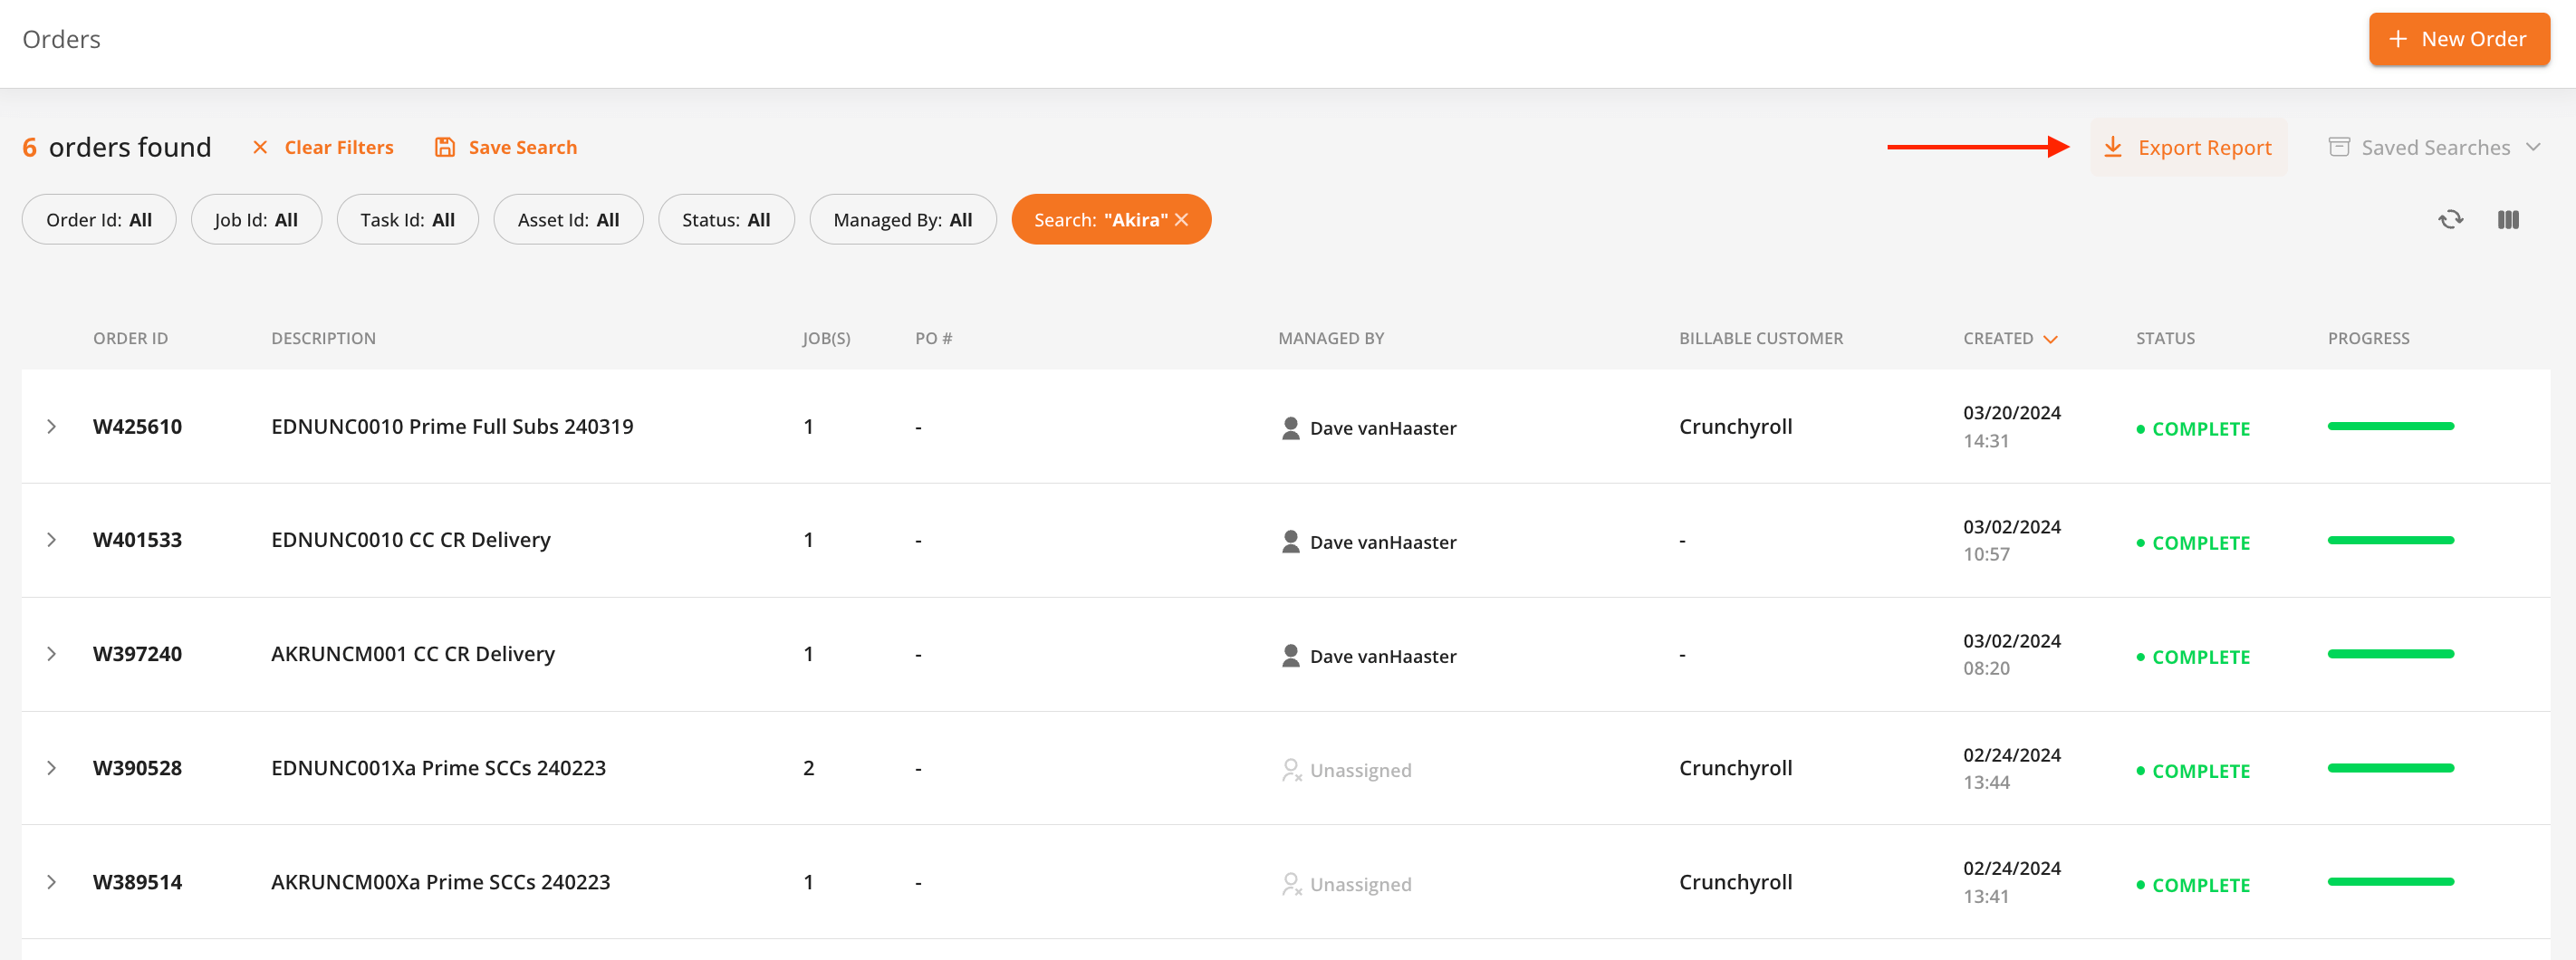 Orders
+ New Order
6 orders found
Clear Filters
Save Search
Export Report
Saved Searches
Order Id: All
Job Id: All
Task Id: All
Asset Id: All
Status: All
Managed By: All
Search: "Akira"
ORDER ID DESCRIPTION JOB(S) PO # MANAGED BY BILLABLE CUSTOMER CREATED STATUS PROGRESS
W425610 EDNUNC0010 Prime Full Subs 240319 1 - Dave vanHaaster Crunchyroll 03/20/2024 COMPLETE
14:31
W401533 EDNUNC0010 CC CR Delivery 1 - Dave vanHaaster - 03/02/2024 COMPLETE
10:57
W397240 AKRUNCM001 CC CR Delivery 1 - Dave vanHaaster - 03/02/2024 COMPLETE
08:20
W390528 EDNUNC001Xa Prime SCCs 240223 2 - Unassigned Crunchyroll 02/24/2024 COMPLETE
13:44
W389514 AKRUNCM00Xa Prime SCCs 240223 1 - Unassigned Crunchyroll 02/24/2024 COMPLETE
13:41